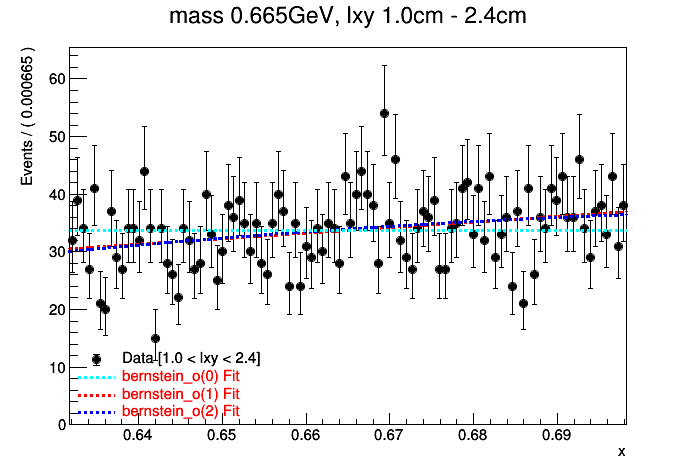 mass 0.665GeV, lxy 1.0cm - 2.4cm
Events / ( 0.000665 )
60
50
40
30
20
10
0
Data [1.0 < lxy < 2.4]
bernstein_o(0) Fit
bernstein_o(1) Fit
bernstein_o(2) Fit
0.64 0.65 0.66 0.67 0.68 0.69
x